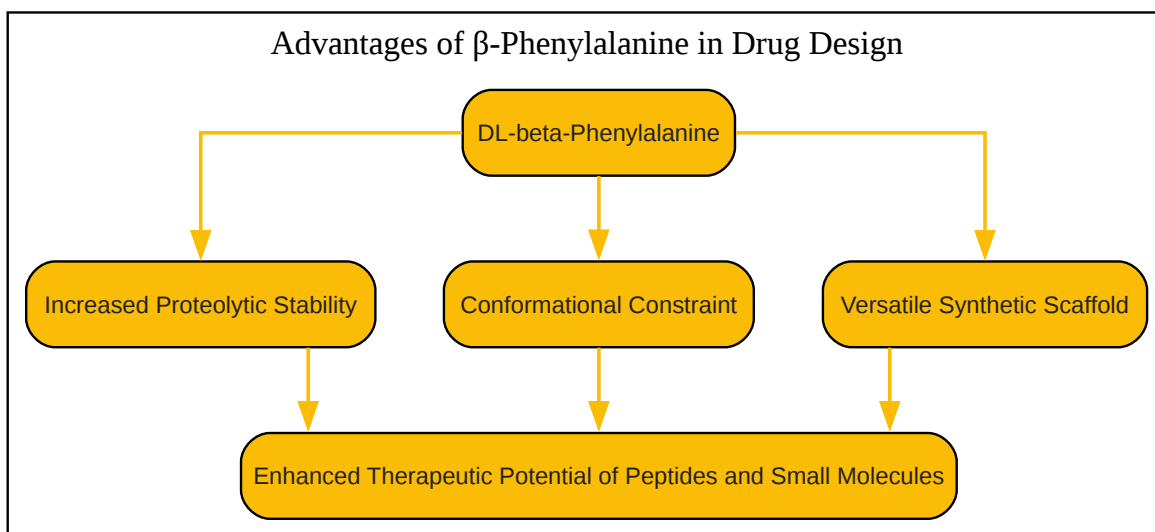 Advantages of β-Phenylalanine in Drug Design
DL-beta-Phenylalanine
Increased Proteolytic Stability
Conformational Constraint
Versatile Synthetic Scaffold
Enhanced Therapeutic Potential of Peptides and Small Molecules